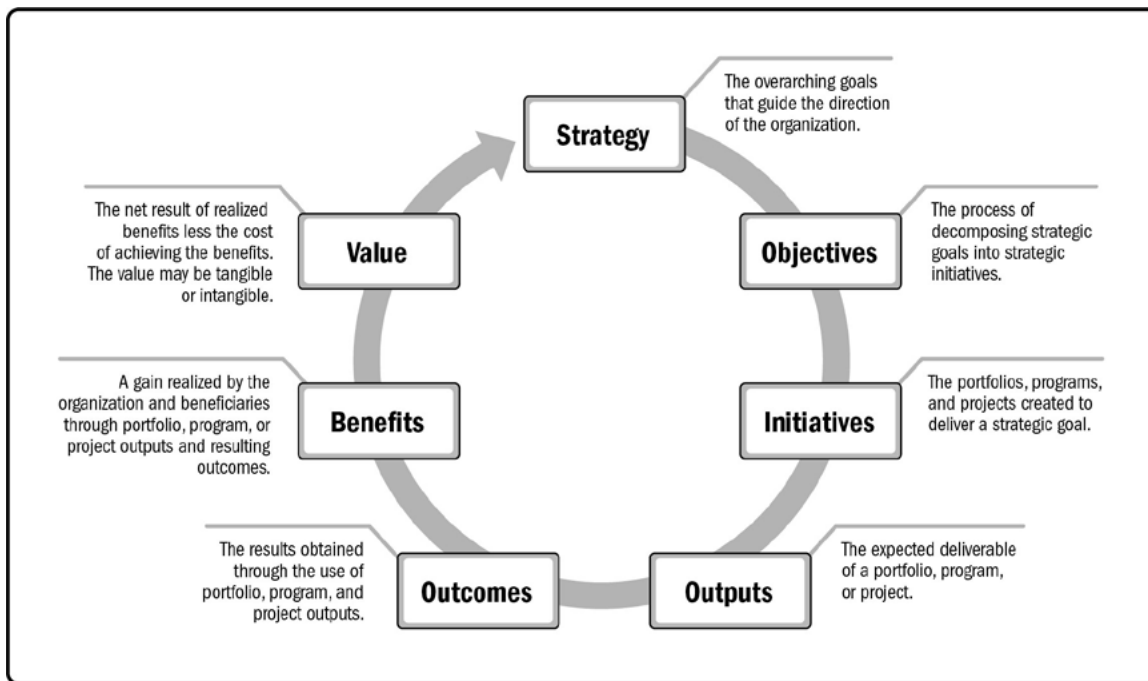 Strategy
The overarching goals
that guide the direction
of the organization.
Objectives
The process of
decomposing strategic
goals into strategic
initiatives.
Initiatives
The portfolios, programs,
and projects created to
deliver a strategic goal.
Outputs
The expected deliverable
of a portfolio, program,
or project.
Outcomes
The results obtained
through the use of
portfolio, program, and
project outputs.
Benefits
A gain realized by the
organization and beneficiaries
through portfolio, program, or
project outputs and resulting
outcomes.
Value
The net result of realized
benefits less the cost
of achieving the benefits.
The value may be tangible
or intangible.